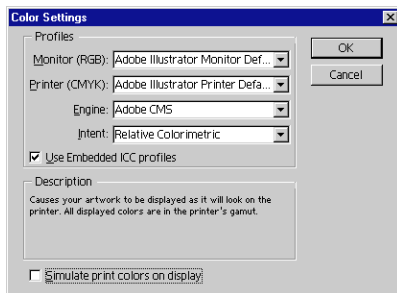 Color Settings
Profiles
Monitor (RGB): Adobe Illustrator Monitor Def...
Printer (CMYK): Adobe Illustrator Printer Defa...
Engine: Adobe CMS
Intent: Relative Colorimetric
Use Embedded ICC profiles
OK
Cancel
Description
Causes your artwork to be displayed as it will look on the
printer. All displayed colors are in the printer's gamut.
Simulate print colors on display